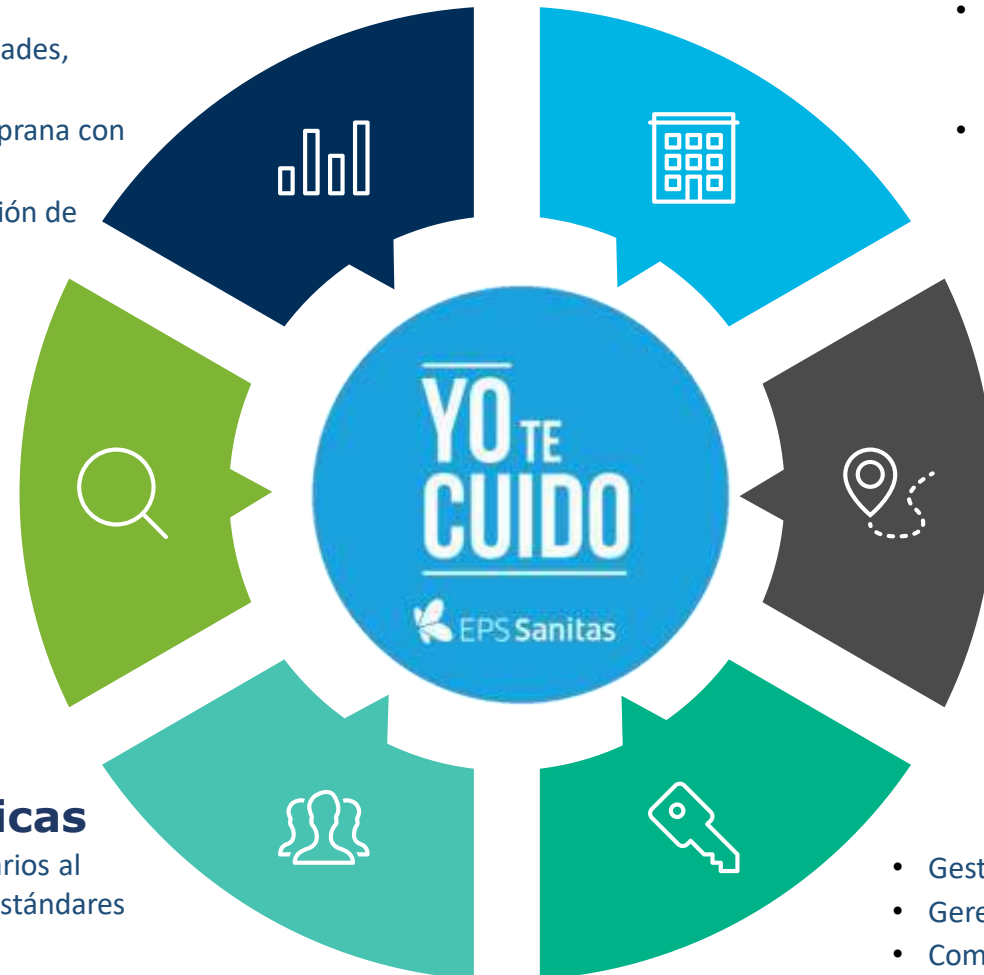 ades,
prana con
ión de
YO TE
CUIDO
EPS Sanitas
icas
rios al
stándares
• Gest
• Gere
• Com